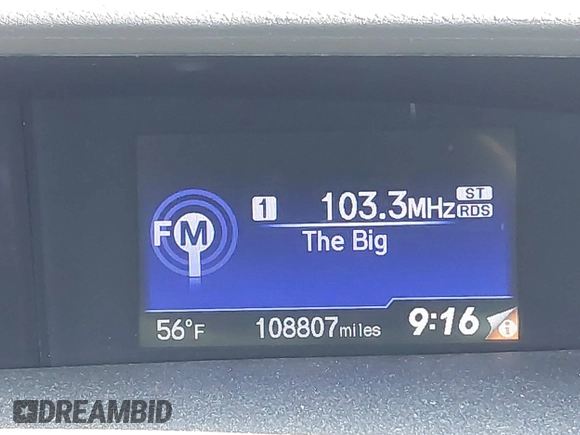 1 103.3MHz ST RDS
FM
The Big
56°F 108807miles 9:16 i
DREAMBID